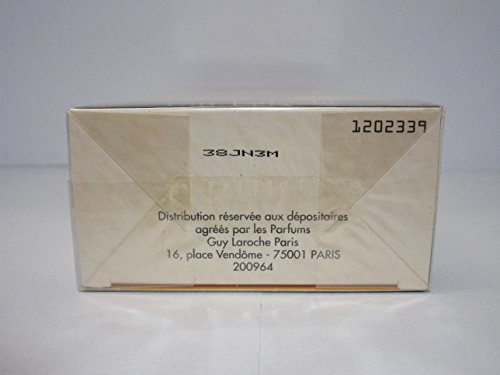 1202339
38JN3M
Distribution réservée aux dépositaires
agréés par les Parfums
Guy Laroche Paris
16, place Vendôme - 75001 PARIS
200964